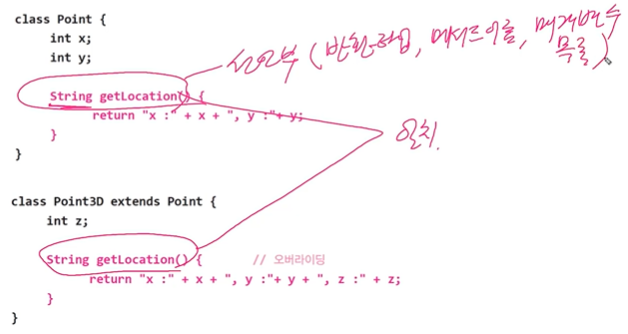 class Point {
int x;
int y;
선언부 (반환타입, 메서드이름, 매개변수
목록)
String getLocation() {
return "x :" + x + ", y :"+ y;
}
}
일치.
class Point3D extends Point {
int z;
String getLocation() { // 오버라이딩
return "x :" + x + ", y :"+ y + ", z :" + z;
}
}